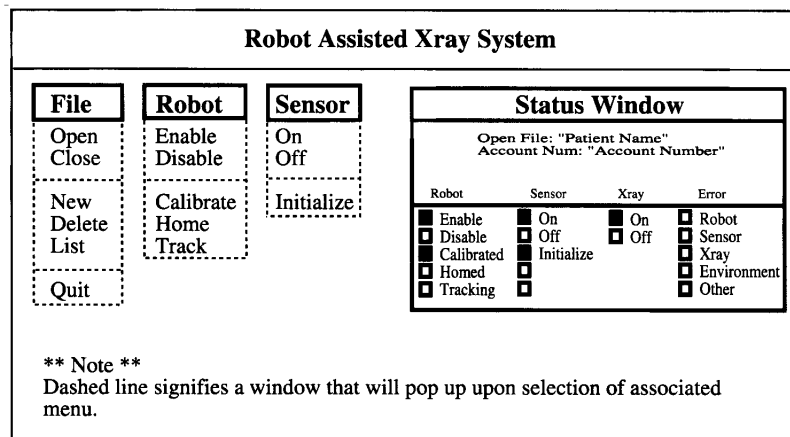 Robot Assisted Xray System
File
Open
Close
New
Delete
List
Quit
Robot
Enable
Disable
Calibrate
Home
Track
Sensor
On
Off
Initialize
Status Window
Open File: "Patient Name"
Account Num: "Account Number"
Robot
Enable
Disable
Calibrated
Homed
Tracking
Sensor
On
Off
Initialize
Xray
On
Off
Error
Robot
Sensor
Xray
Environment
Other
** Note **
Dashed line signifies a window that will pop up upon selection of associated
menu.